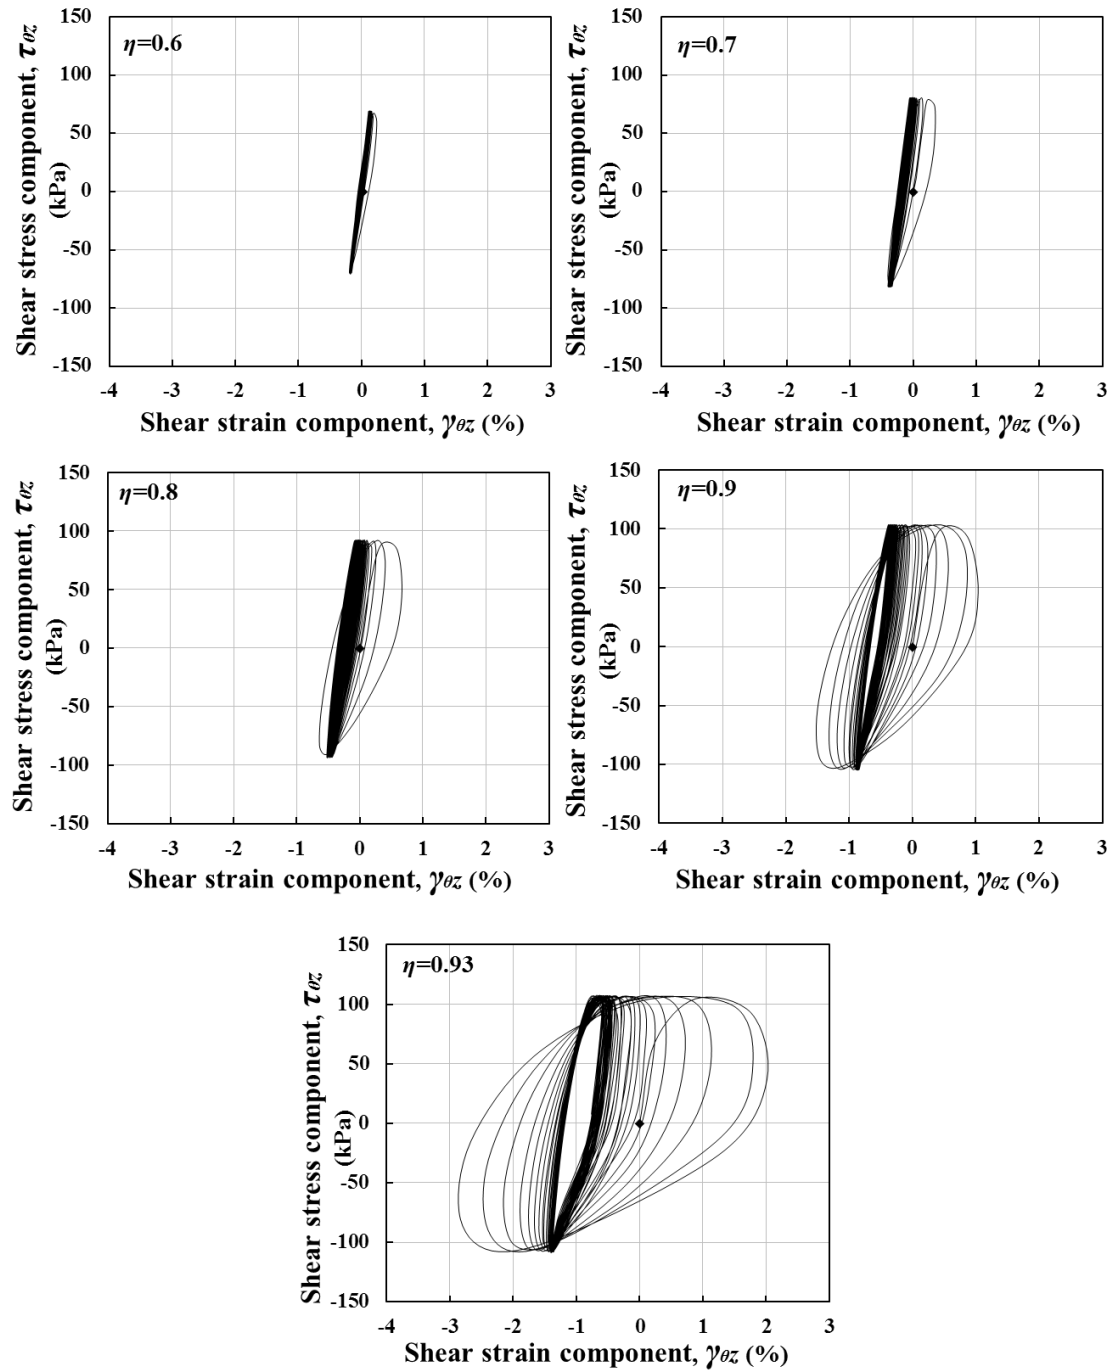 η=0.6
Shear stress component, τθz
(kPa)
150
100
50
0
-50
-100
-150
-4 -3 -2 -1 0 1 2 3
Shear strain component, γθz (%)
η=0.7
Shear stress component, τθz
(kPa)
150
100
50
0
-50
-100
-150
-4 -3 -2 -1 0 1 2 3
Shear strain component, γθz (%)
η=0.8
Shear stress component, τθz
(kPa)
150
100
50
0
-50
-100
-150
-4 -3 -2 -1 0 1 2 3
Shear strain component, γθz (%)
η=0.9
Shear stress component, τθz
(kPa)
150
100
50
0
-50
-100
-150
-4 -3 -2 -1 0 1 2 3
Shear strain component, γθz (%)
η=0.93
Shear stress component, τθz
(kPa)
150
100
50
0
-50
-100
-150
-4 -3 -2 -1 0 1 2 3
Shear strain component, γθz (%)